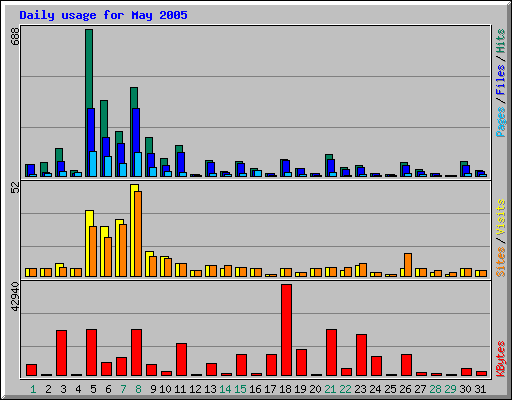 Daily usage for May 2005
688
Pages / Files / Hits
52
Sites / Visits
42940
KBytes
1 2 3 4 5 6 7 8 9 10 11 12 13 14 15 16 17 18 19 20 21 22 23 24 25 26 27 28 29 30 31